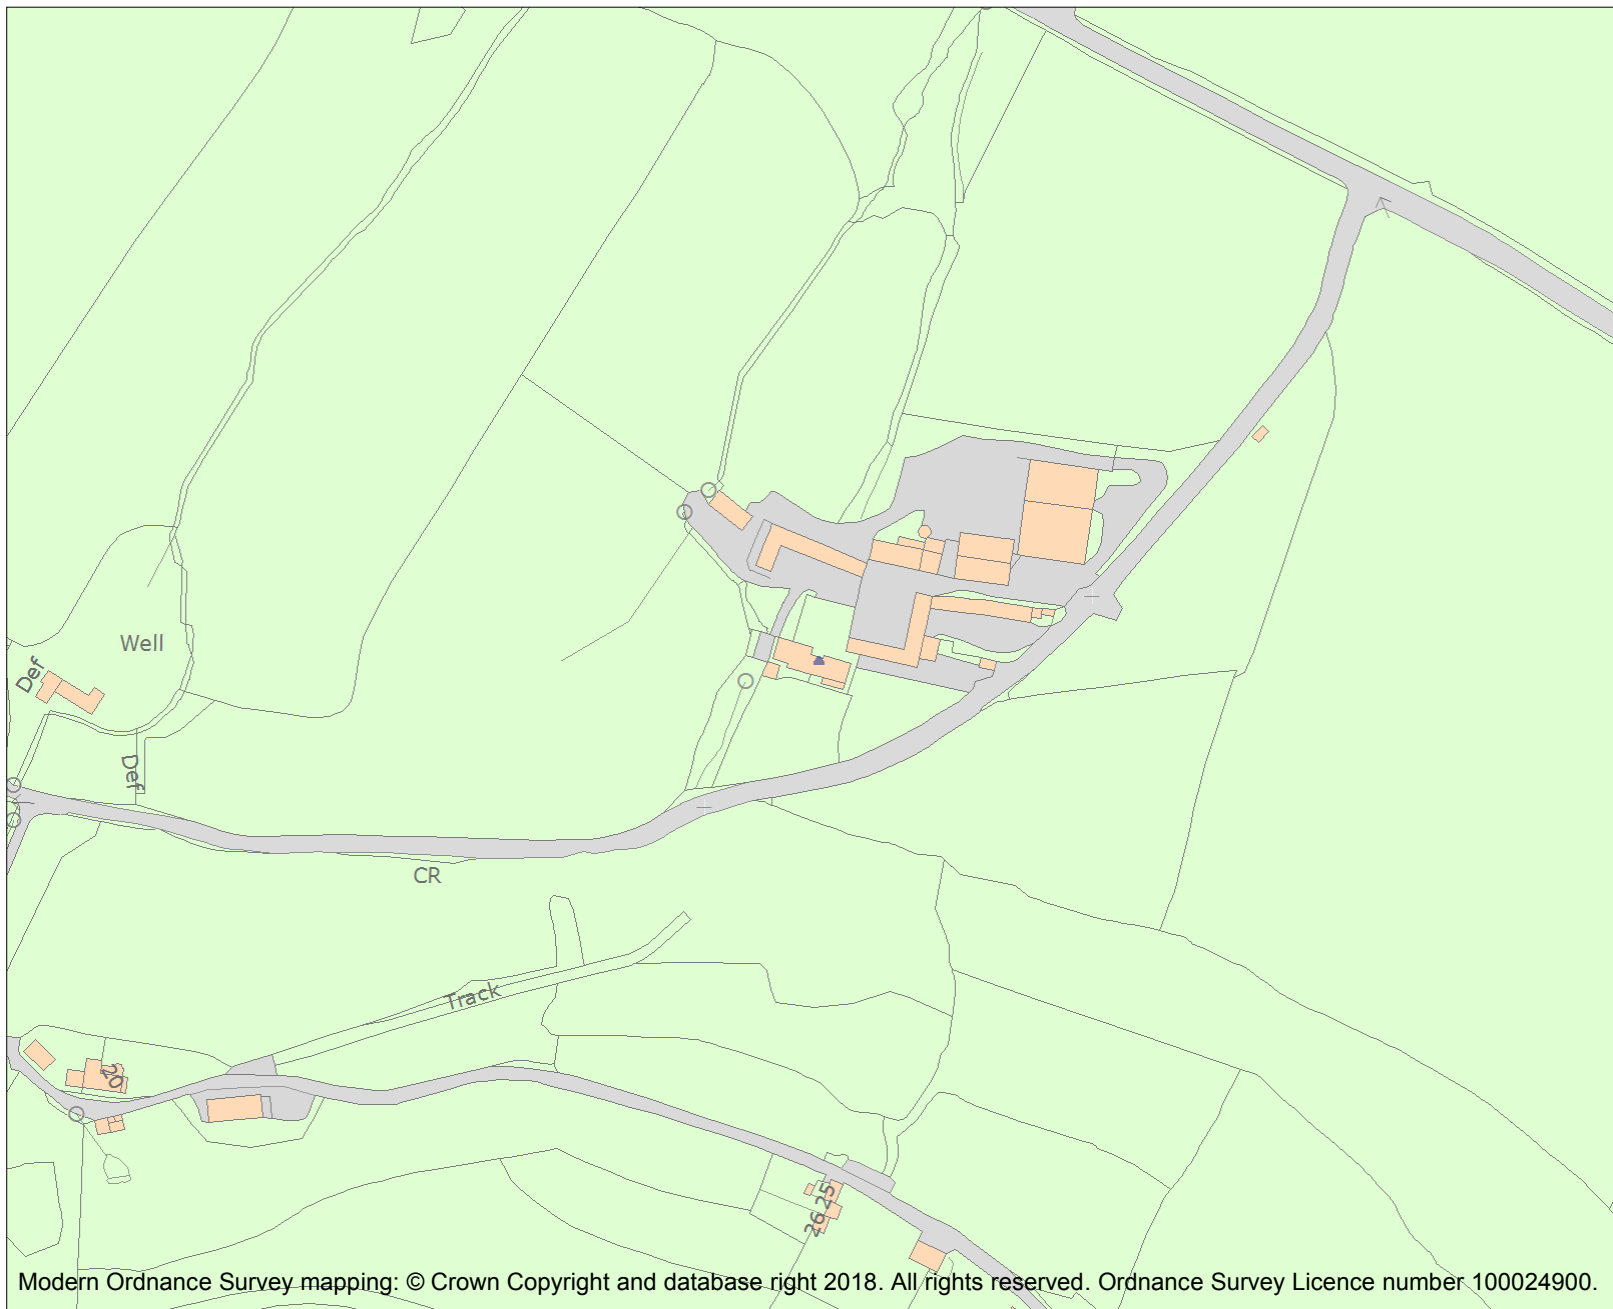 Well
Def
Def
CR
Track
20
26 25
Modern Ordnance Survey mapping: © Crown Copyright and database right 2018. All rights reserved. Ordnance Survey Licence number 100024900.